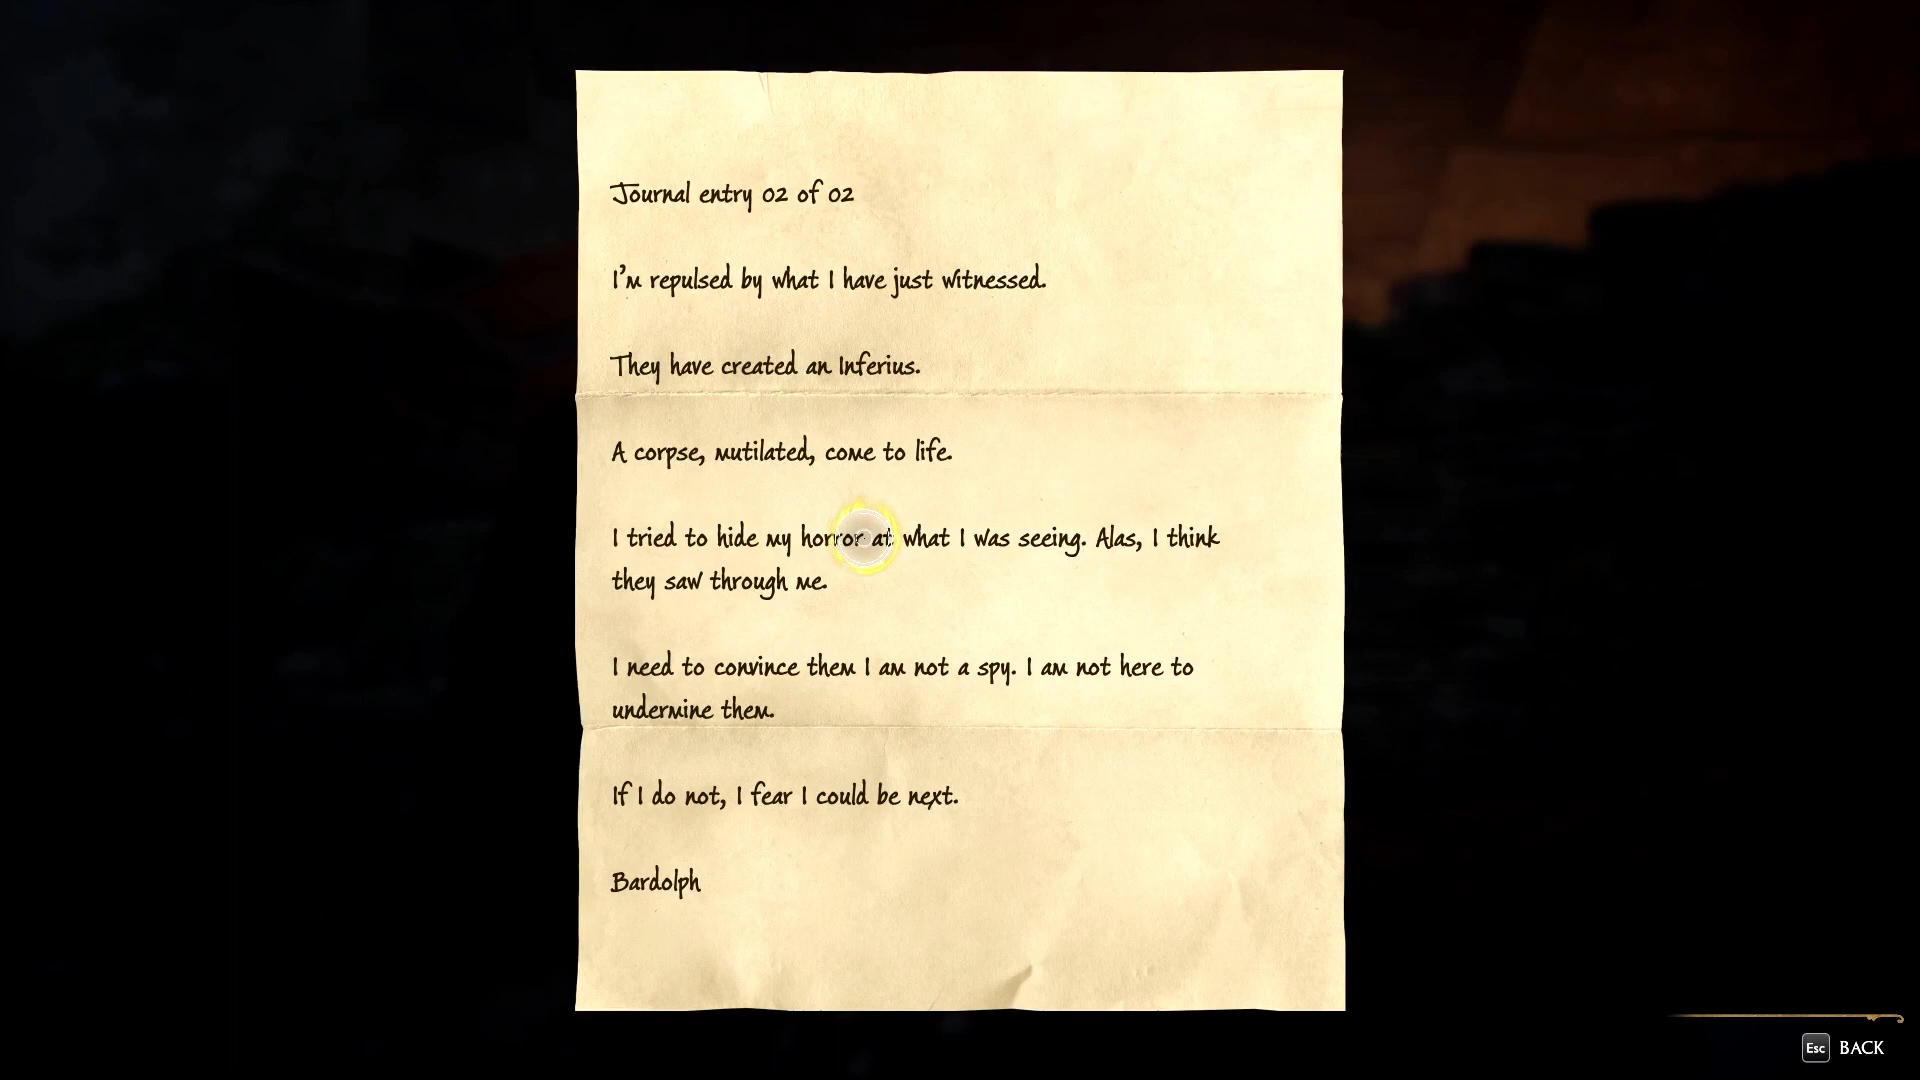 Journal entry 02 of 02
I'm repulsed by what I have just witnessed.
They have created an Inferius.
A corpse, mutilated, come to life.
I tried to hide my horror at what I was seeing. Alas, I think
they saw through me.
I need to convince them I am not a spy. I am not here to
undermine them.
If I do not, I fear I could be next.
Bardolph
Esc BACK